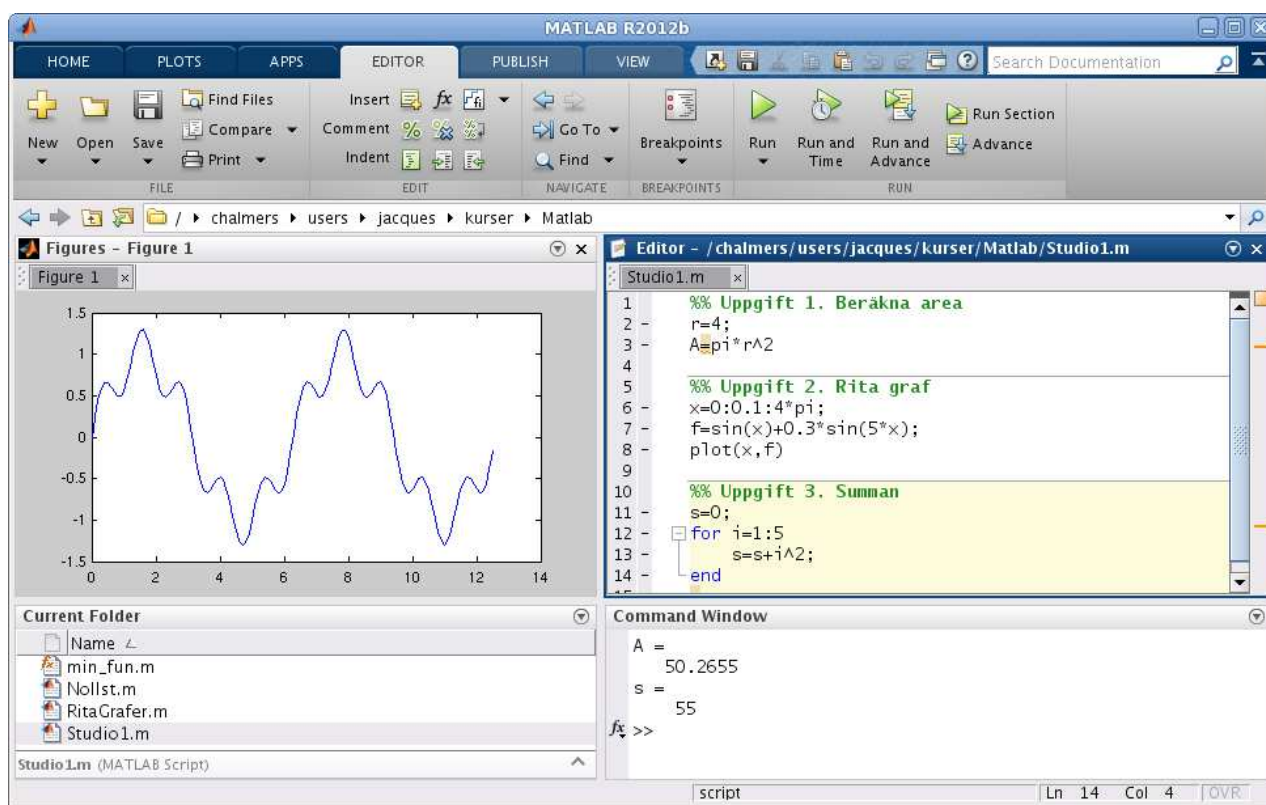 MATLAB R2012b
HOME PLOTS APPS EDITOR PUBLISH VIEW Search Documentation
New Open Save Find Files Compare Print
FILE
Insert fx
Comment %
Indent
EDIT
Go To
Find
NAVIGATE
Breakpoints
BREAKPOINTS
Run Run and Time Run and Advance Run Section Advance
RUN
/ chalmers users jacques kurser Matlab
Figures - Figure 1
Figure 1
1.5
1
0.5
0
-0.5
-1
-1.5
0 2 4 6 8 10 12 14
Editor - /chalmers/users/jacques/kurser/Matlab/Studio1.m
Studio1.m
1 %% Uppgift 1. Beräkna area
2 - r=4;
3 - A=pi*r^2
4
5 %% Uppgift 2. Rita graf
6 - x=0:0.1:4*pi;
7 - f=sin(x)+0.3*sin(5*x);
8 - plot(x,f)
9
10 %% Uppgift 3. Summan
11 - s=0;
12 - for i=1:5
13 - s=s+i^2;
14 - end
Current Folder
Name
min_fun.m
Nollst.m
RitaGrafer.m
Studio1.m
Studio1.m (MATLAB Script)
Command Window
A =
50.2655
s =
55
fx >>
script Ln 14 Col 4 OVR